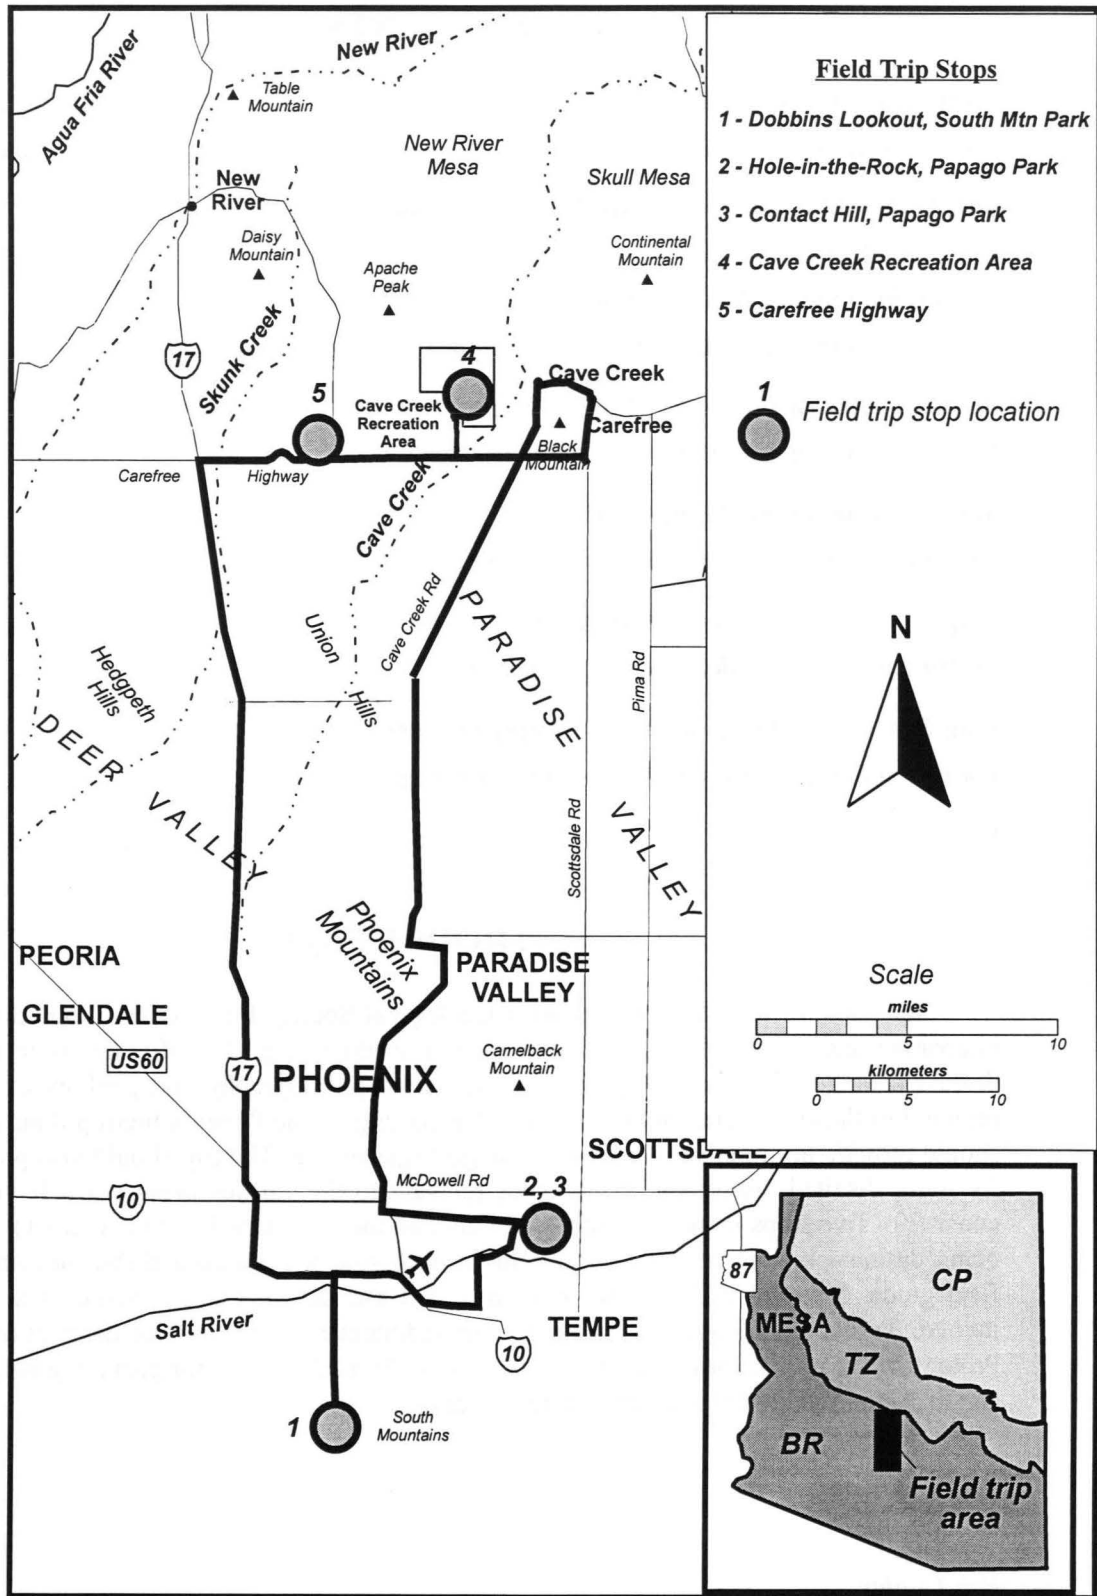 New River
Agua Fria River
Table
Mountain
New River
Mesa
Skull Mesa
New
River
Daisy
Mountain
Continental
Mountain
Apache
Peak
17
Skunk Creek
4
5
Cave Creek
Cave Creek
Recreation
Area
Carefree
Black
Mountain
Carefree
Highway
Cave Creek
Cave Creek Rd
PARADISE
VALLEY
Union
Hills
Hedgpeth
Hills
Pima Rd
DEER VALLEY
Scottsdale Rd
Phoenix
Mountains
PEORIA
PARADISE
VALLEY
GLENDALE
US60
17
PHOENIX
Camelback
Mountain
SCOTTSDALE
McDowell Rd
2, 3
10
Salt River
TEMPE
10
1
South
Mountains
Field Trip Stops
1 - Dobbins Lookout, South Mtn Park
2 - Hole-in-the-Rock, Papago Park
3 - Contact Hill, Papago Park
4 - Cave Creek Recreation Area
5 - Carefree Highway
1
Field trip stop location
N
Scale
miles
0 5 10
kilometers
0 5 10
87
MESA
CP
TZ
BR
Field trip
area